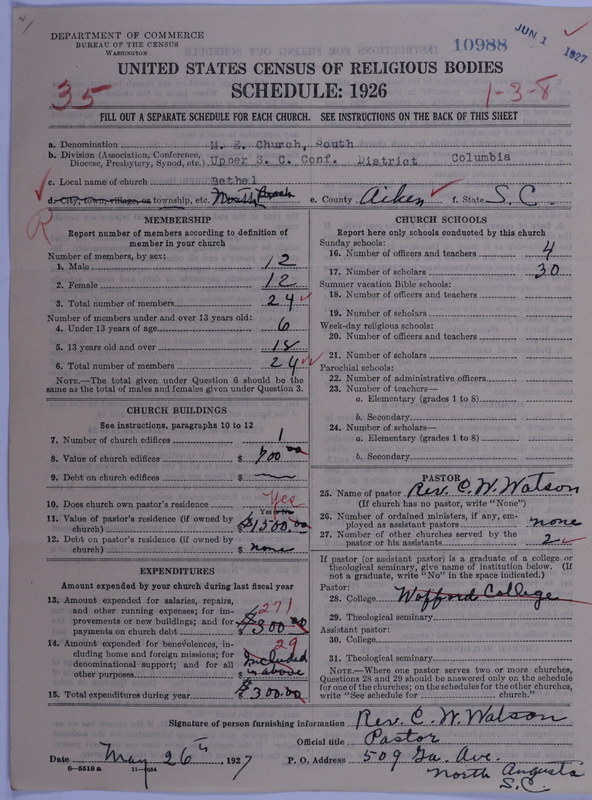 DEPARTMENT OF COMMERCE
BUREAU OF THE CENSUS
WASHINGTON
10988
JUN 1 1927
UNITED STATES CENSUS OF RELIGIOUS BODIES
SCHEDULE: 1926
35
1-3-8
FILL OUT A SEPARATE SCHEDULE FOR EACH CHURCH. SEE INSTRUCTIONS ON THE BACK OF THIS SHEET
a. Denomination M. E. Church, South
b. Division (Association, Conference, Diocese, Presbytery, Synod, etc.) Upper S. C. Conf. District Columbia
c. Local name of church Bethel
d. City, town, village, or township, etc. e. County Aiken f. State S. C.
R
MEMBERSHIP
Report number of members according to definition of
member in your church
Number of members, by sex:
1. Male 12
2. Female 12
3. Total number of members 24
Number of members under and over 13 years old:
4. Under 13 years of age 6
5. 13 years old and over 18
6. Total number of members 24
NOTE.—The total given under Question 6 should be the
same as the total of males and females given under Question 3.
CHURCH BUILDINGS
See instructions, paragraphs 10 to 12
7. Number of church edifices 1
8. Value of church edifices $ 700.00
9. Debt on church edifices $ —
10. Does church own pastor's residence Yes
Yes or No
11. Value of pastor's residence (if owned by
church) $1500.00
12. Debt on pastor's residence (if owned by
church) $ none
EXPENDITURES
Amount expended by your church during last fiscal year
13. Amount expended for salaries, repairs,
and other running expenses; for im-
provements or new buildings; and for
payments on church debt $300.00 271
14. Amount expended for benevolences, in-
cluding home and foreign missions; for
denominational support; and for all
other purposes $ Included in above 29
15. Total expenditures during year $300.00
CHURCH SCHOOLS
Report here only schools conducted by this church
Sunday schools:
16. Number of officers and teachers 4
17. Number of scholars 30
Summer vacation Bible schools:
18. Number of officers and teachers
19. Number of scholars
Week-day religious schools:
20. Number of officers and teachers
21. Number of scholars
Parochial schools:
22. Number of administrative officers
23. Number of teachers—
a. Elementary (grades 1 to 8)
b. Secondary
24. Number of scholars—
a. Elementary (grades 1 to 8)
b. Secondary
PASTOR
25. Name of pastor Rev. C. W. Watson
(If church has no pastor, write "None")
26. Number of ordained ministers, if any, em-
ployed as assistant pastors none
27. Number of other churches served by the
pastor or his assistants 2
If pastor (or assistant pastor) is a graduate of a college or
theological seminary, give name of institution below. (If
not a graduate, write "No" in the space indicated.)
Pastor:
28. College Wofford College
29. Theological seminary
Assistant pastor:
30. College
31. Theological seminary
NOTE.—Where one pastor serves two or more churches,
Questions 28 and 29 should be answered only on the schedule
for one of the churches; on the schedules for the other churches,
write "See schedule for church."
Signature of person furnishing information Rev. C. W. Watson
Official title Pastor
Date May 26th, 1927 P. O. Address 509 Ga. Ave.
North Augusta
S.C.
8-5518a